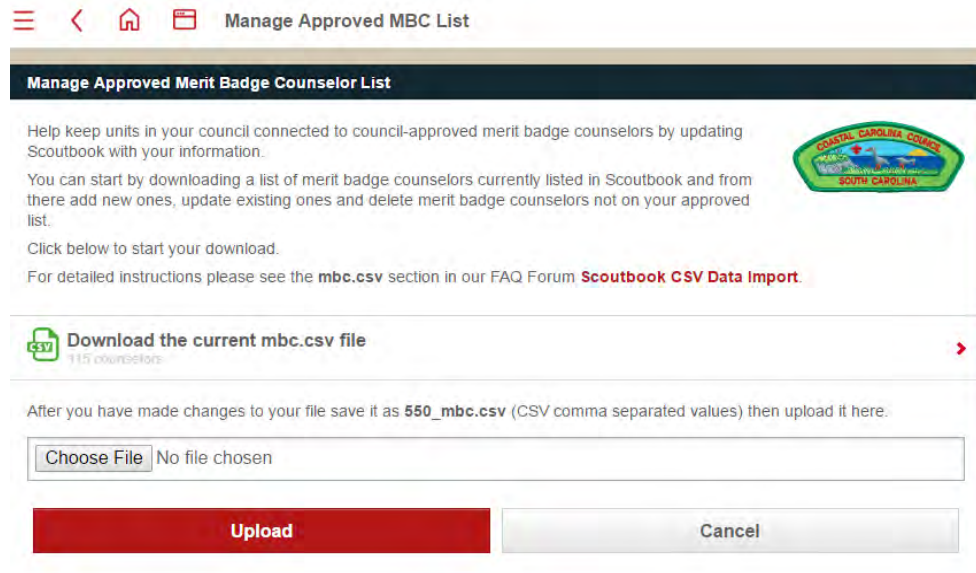 Manage Approved MBC List
Manage Approved Merit Badge Counselor List
Help keep units in your council connected to council-approved merit badge counselors by updating
Scoutbook with your information.
You can start by downloading a list of merit badge counselors currently listed in Scoutbook and from
there add new ones, update existing ones and delete merit badge counselors not on your approved
list.
COASTAL CAROLINA COUNCIL
SOUTH CAROLINA
Click below to start your download.
For detailed instructions please see the mbc.csv section in our FAQ Forum Scoutbook CSV Data Import.
CSV
Download the current mbc.csv file
115 counselors
After you have made changes to your file save it as 550_mbc.csv (CSV comma separated values) then upload it here.
Choose File No file chosen
Upload
Cancel